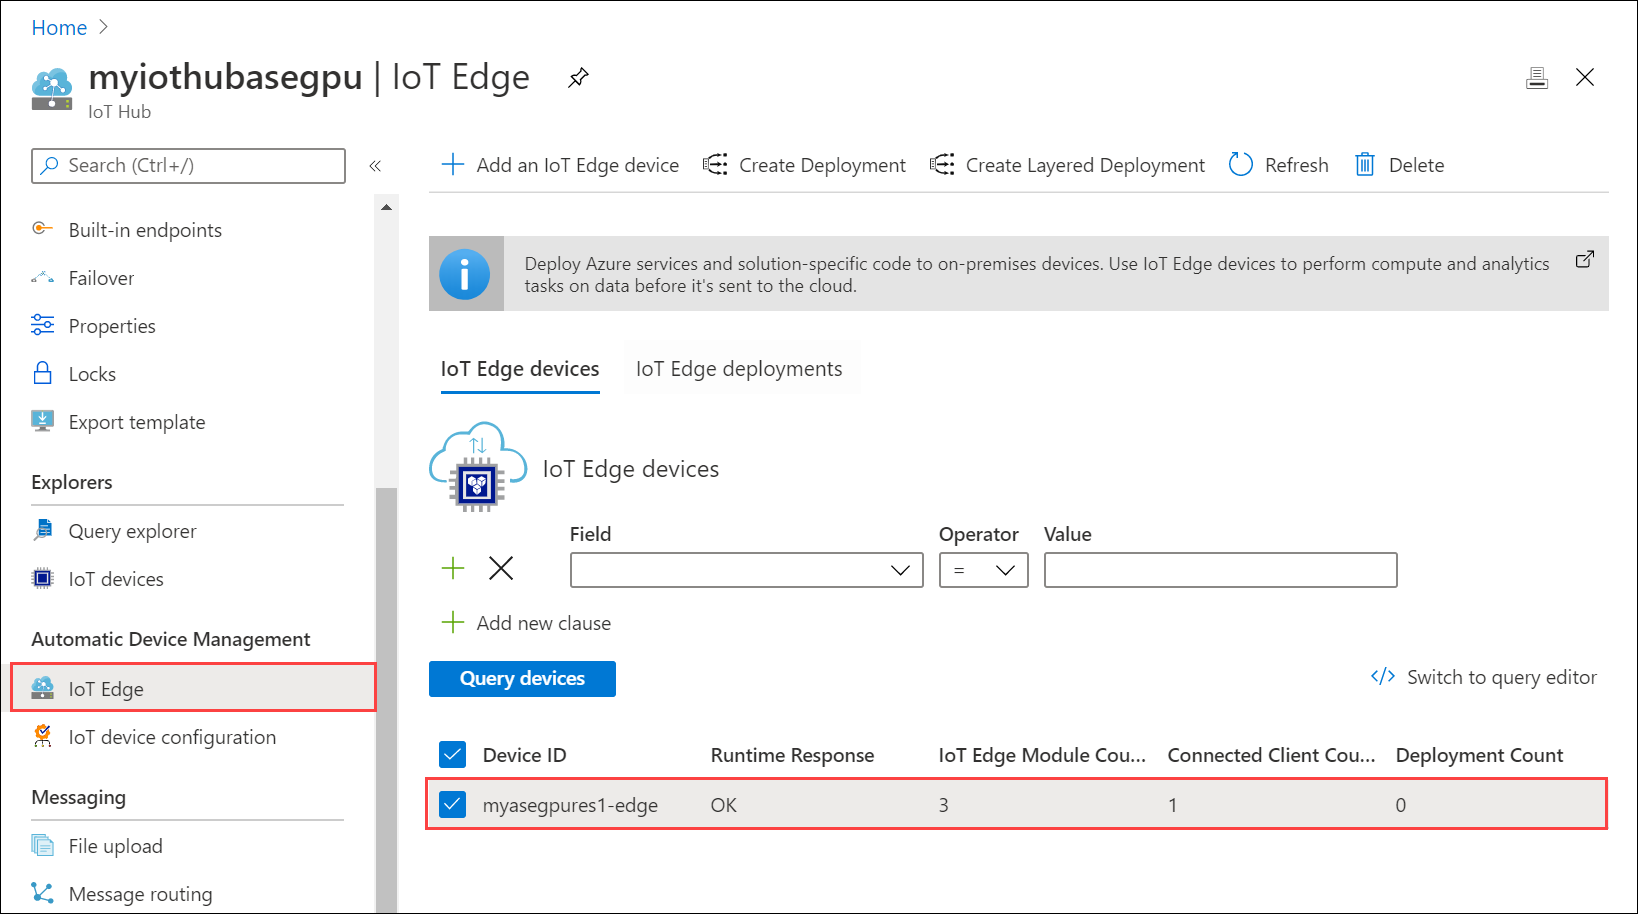 Home
myiothubasegpu | IoT Edge
IoT Hub
Search (Ctrl+/)
«
Add an IoT Edge device
Create Deployment
Create Layered Deployment
Refresh
Delete
Built-in endpoints
Failover
Properties
Locks
Export template
Explorers
Query explorer
IoT devices
Automatic Device Management
IoT Edge
IoT device configuration
Messaging
File upload
Message routing
Deploy Azure services and solution-specific code to on-premises devices. Use IoT Edge devices to perform compute and analytics
tasks on data before it's sent to the cloud.
IoT Edge devices
IoT Edge deployments
IoT Edge devices
Field
Operator
Value
=
Add new clause
Query devices
</> Switch to query editor
Device ID
Runtime Response
IoT Edge Module Cou...
Connected Client Cou...
Deployment Count
myasegpures1-edge
OK
3
1
0